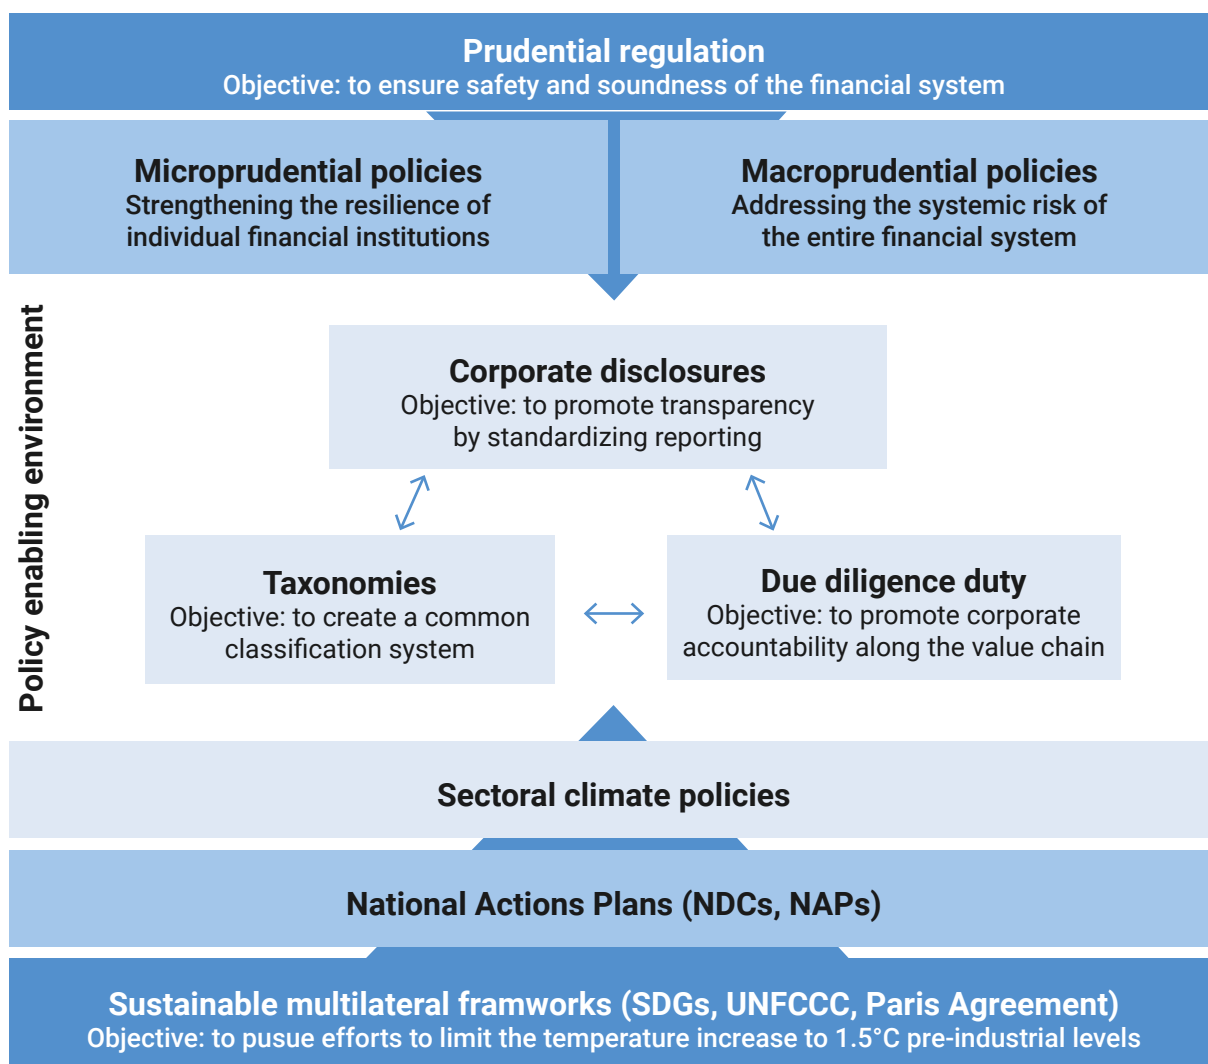 Prudential regulation
Objective: to ensure safety and soundness of the financial system
Microprudential policies
Strengthening the resilience of
individual financial institutions
Macroprudential policies
Addressing the systemic risk of
the entire financial system
Policy enabling environment
Corporate disclosures
Objective: to promote transparency
by standardizing reporting
Taxonomies
Objective: to create a common
classification system
Due diligence duty
Objective: to promote corporate
accountability along the value chain
Sectoral climate policies
National Actions Plans (NDCs, NAPs)
Sustainable multilateral framworks (SDGs, UNFCCC, Paris Agreement)
Objective: to pusue efforts to limit the temperature increase to 1.5°C pre-industrial levels